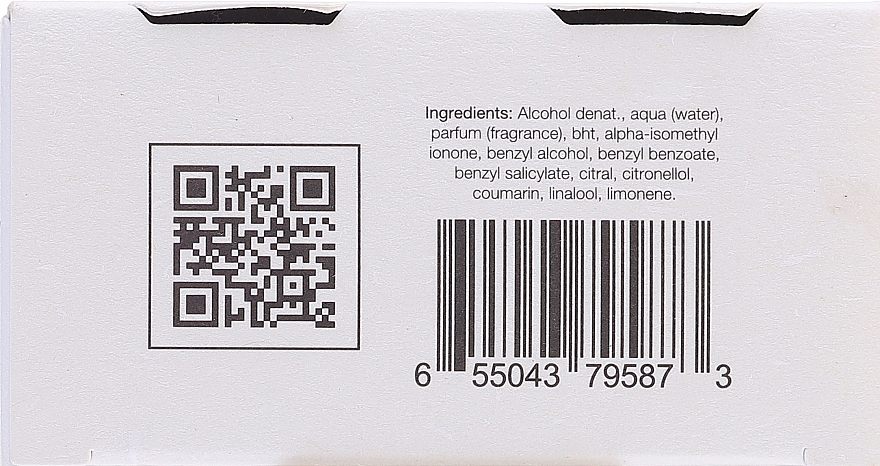 Ingredients: Alcohol denat., aqua (water),
parfum (fragrance), bht, alpha-isomethyl
ionone, benzyl alcohol, benzyl benzoate,
benzyl salicylate, citral, citronellol,
coumarin, linalool, limonene.
6 55043 79587 3